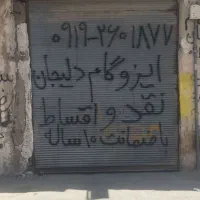 ۰۹۱۹-۲۶۰۱۸۷۷
ایزوگام دلیجان
نقد و اقساط
با ضمانت ۱۰ ساله